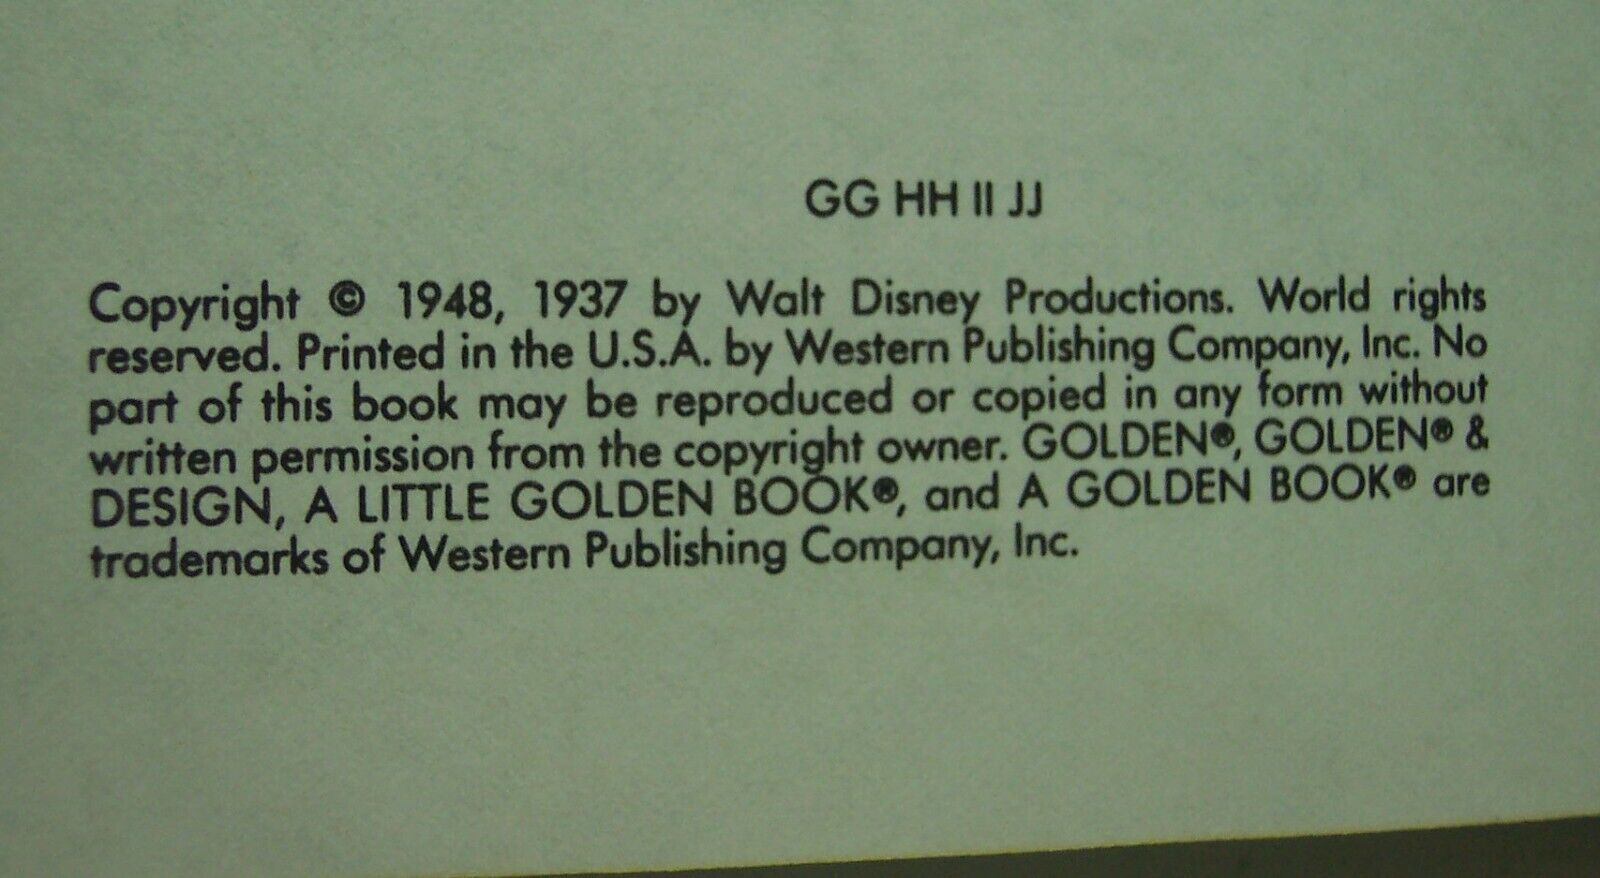 GG HH II JJ
Copyright © 1948, 1937 by Walt Disney Productions. World rights
reserved. Printed in the U.S.A. by Western Publishing Company, Inc. No
part of this book may be reproduced or copied in any form without
written permission from the copyright owner. GOLDEN®, GOLDEN® &
DESIGN, A LITTLE GOLDEN BOOK®, and A GOLDEN BOOK® are
trademarks of Western Publishing Company, Inc.